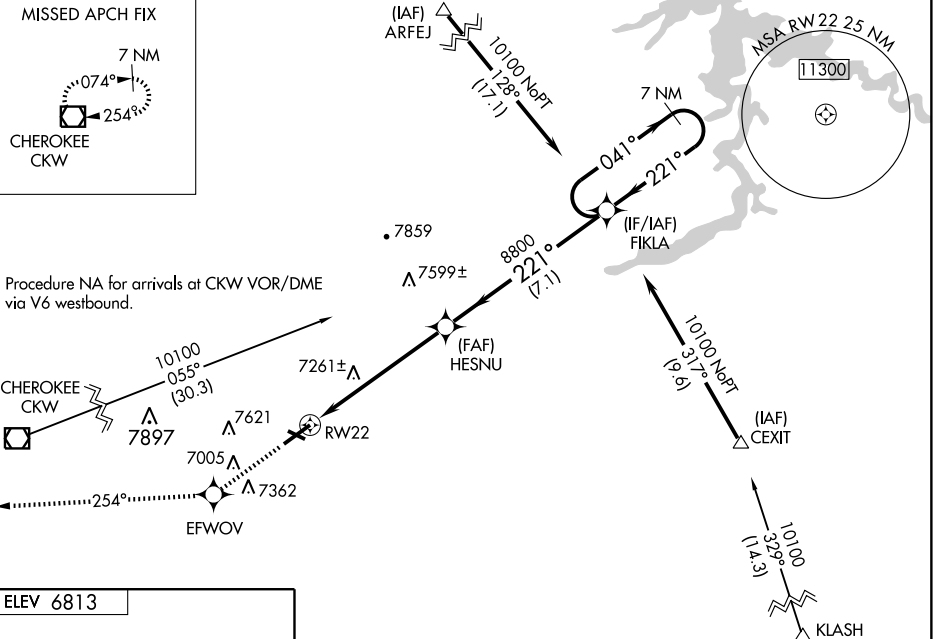 MISSED APCH FIX
7 NM
074°
254°
CHEROKEE
CKW
(IAF)
ARFEJ
10100 NoPT
128°
(17.1)
MSA RW 22 25 NM
11300
7 NM
041°
221°
(IF/IAF)
FIKLA
7859
7599±
8800
221°
(7.1)
Procedure NA for arrivals at CKW VOR/DME
via V6 westbound.
(FAF)
HESNU
10100
055°
(30.3)
CHEROKEE
CKW
7897
7261±
7621
RW22
7005
7362
254°
EFWOV
10100 NoPT
317°
(9.6)
(IAF)
CEXIT
10100
329°
(14.3)
KLASH
ELEV 6813